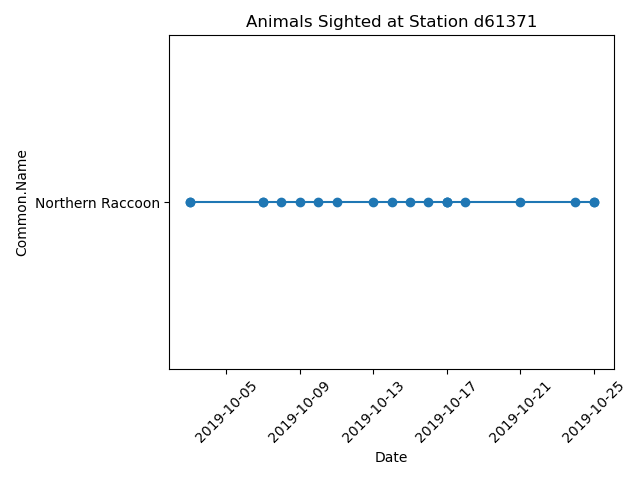 Animals Sighted at Station d61371
Common.Name
Northern Raccoon
2019-10-05
2019-10-09
2019-10-13
2019-10-17
2019-10-21
2019-10-25
Date